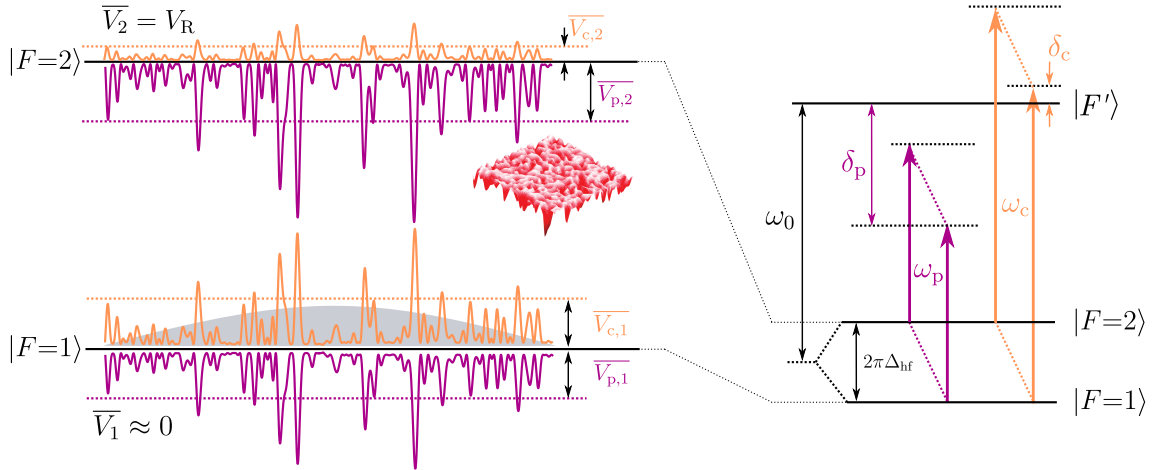 $\overline{V_2} = V_{\mathrm{R}}$
$\overline{V_{\mathrm{c},2}}$
$|F=2\rangle$
$\overline{V_{\mathrm{p},2}}$
$\overline{V_{\mathrm{c},1}}$
$|F=1\rangle$
$\overline{V_{\mathrm{p},1}}$
$\overline{V_1} \approx 0$
$\delta_{\mathrm{c}}$
$|F'\rangle$
$\delta_{\mathrm{p}}$
$\omega_0$
$\omega_{\mathrm{c}}$
$\omega_{\mathrm{p}}$
$|F=2\rangle$
$2\pi\Delta_{\mathrm{hf}}$
$|F=1\rangle$